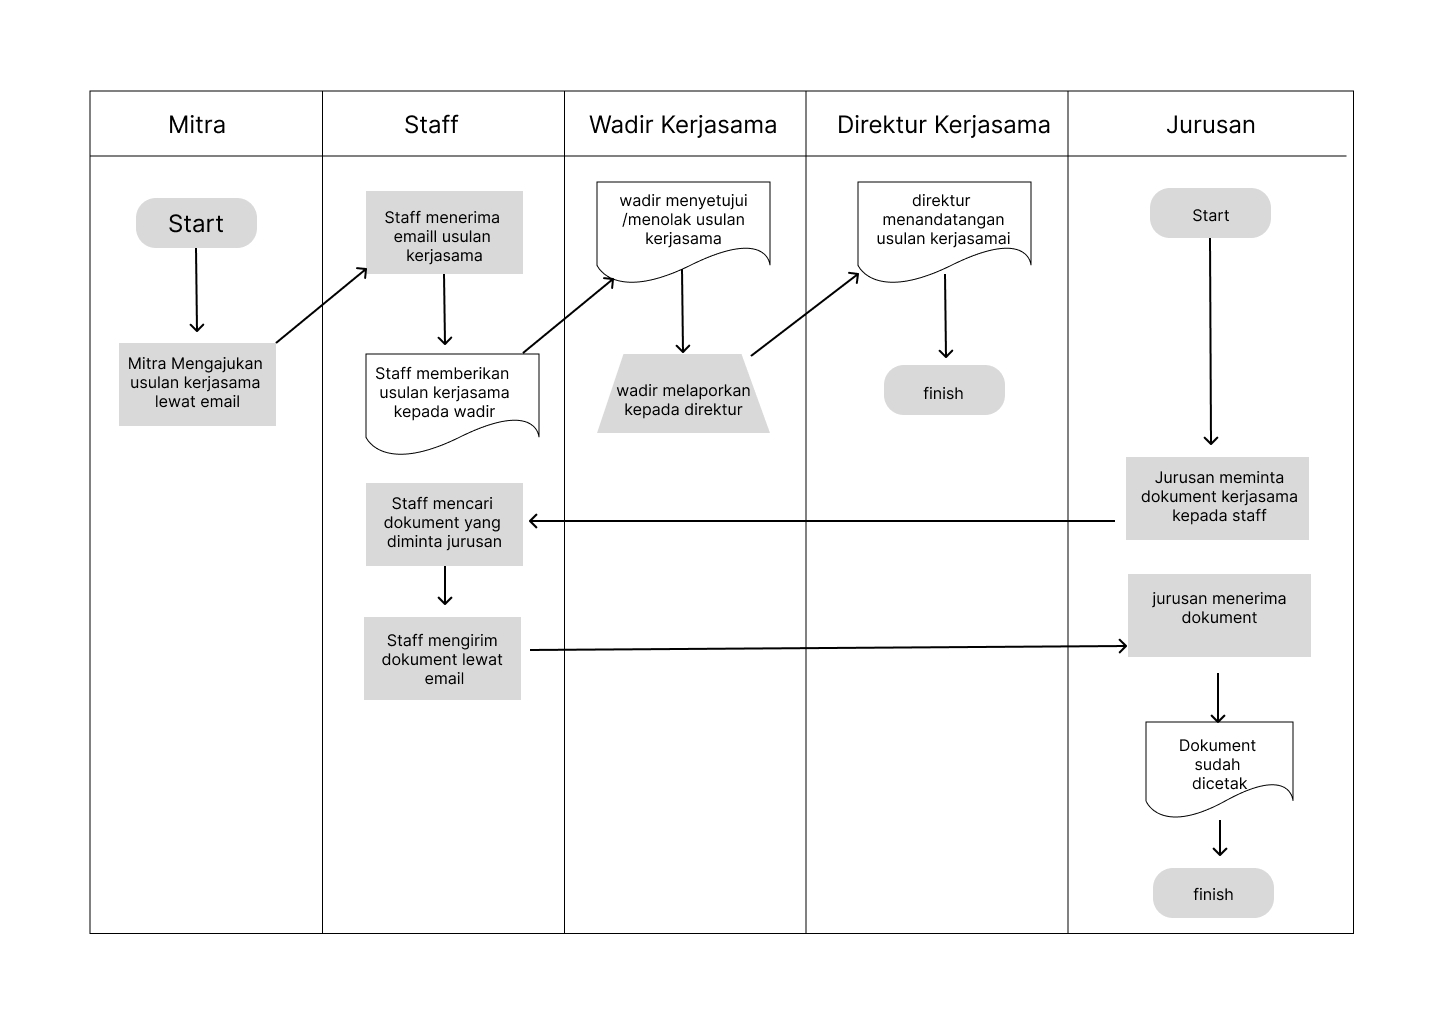 Mitra
Staff
Wadir Kerjasama
Direktur Kerjasama
Jurusan
Start
Mitra Mengajukan
usulan kerjasama
lewat email
Staff menerima
emaill usulan
kerjasama
Staff memberikan
usulan kerjasama
kepada wadir
wadir menyetujui
/menolak usulan
kerjasama
wadir melaporkan
kepada direktur
direktur
menandatangan
usulan kerjasamai
finish
Start
Jurusan meminta
dokument kerjasama
kepada staff
Staff mencari
dokument yang
diminta jurusan
Staff mengirim
dokument lewat
email
jurusan menerima
dokument
Dokument
sudah
dicetak
finish